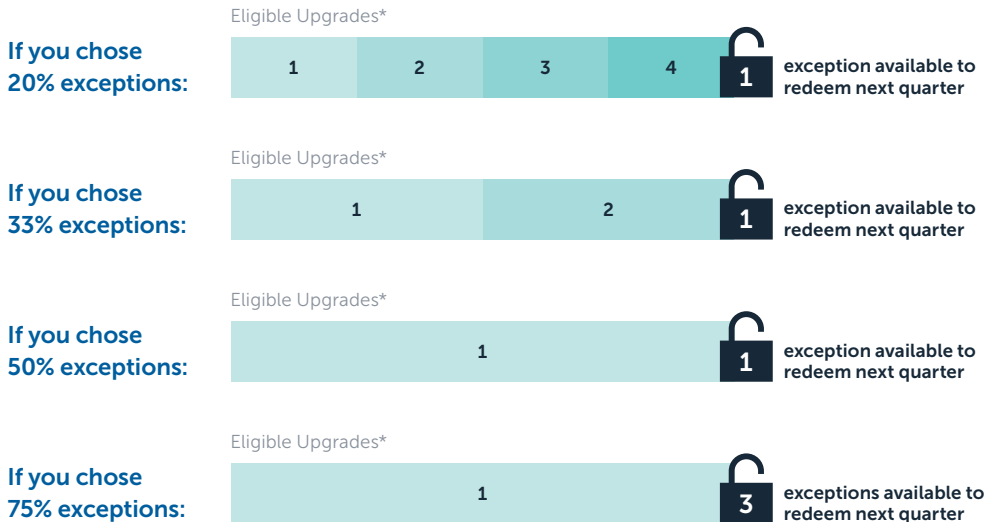 Eligible Upgrades*
If you chose
20% exceptions:
1 2 3 4 1
exception available to
redeem next quarter
Eligible Upgrades*
If you chose
33% exceptions:
1 2 1
exception available to
redeem next quarter
Eligible Upgrades*
If you chose
50% exceptions:
1 1
exception available to
redeem next quarter
Eligible Upgrades*
If you chose
75% exceptions:
1 3
exceptions available to
redeem next quarter